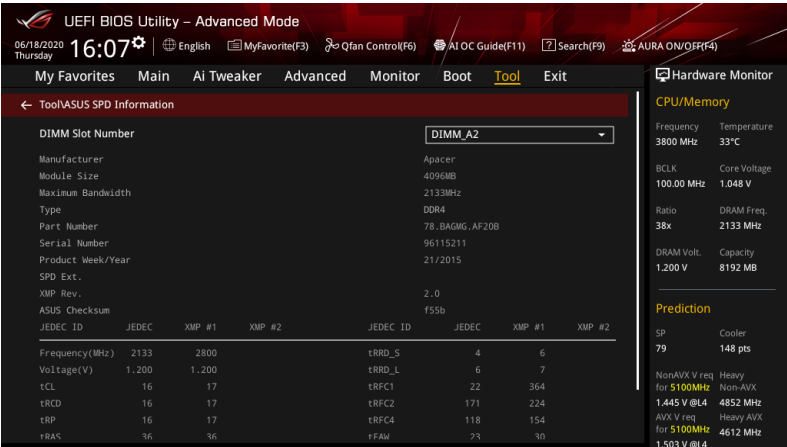 UEFI BIOS Utility – Advanced Mode
06/18/2020
Thursday
16:07
English
MyFavorite(F3)
Qfan Control(F6)
AI OC Guide(F11)
? Search(F9)
AURA ON/OFF(F4)
My Favorites Main Ai Tweaker Advanced Monitor Boot Tool Exit
← Tool\ASUS SPD Information
DIMM Slot Number DIMM_A2
Manufacturer Apacer
Module Size 4096MB
Maximum Bandwidth 2133MHz
Type DDR4
Part Number 78.BAGMG.AF20B
Serial Number 96115211
Product Week/Year 21/2015
SPD Ext.
XMP Rev. 2.0
ASUS Checksum f55b
JEDEC ID JEDEC XMP #1 XMP #2 JEDEC ID JEDEC XMP #1 XMP #2
Frequency(MHz) 2133 2800 tRRD_S 4 6
Voltage(V) 1.200 1.200 tRRD_L 6 7
tCL 16 17 tRFC1 22 364
tRCD 16 17 tRFC2 171 224
tRP 16 17 tRFC4 118 154
tRAS 36 36 tFAW 23 30
Hardware Monitor
CPU/Memory
Frequency Temperature
3800 MHz 33°C
BCLK Core Voltage
100.00 MHz 1.048 V
Ratio DRAM Freq.
38x 2133 MHz
DRAM Volt. Capacity
1.200 V 8192 MB
Prediction
SP Cooler
79 148 pts
NonAVX V req Heavy
for 5100MHz Non-AVX
1.445 V @L4 4852 MHz
AVX V req Heavy AVX
for 5100MHz 4612 MHz
1.503 V @L4